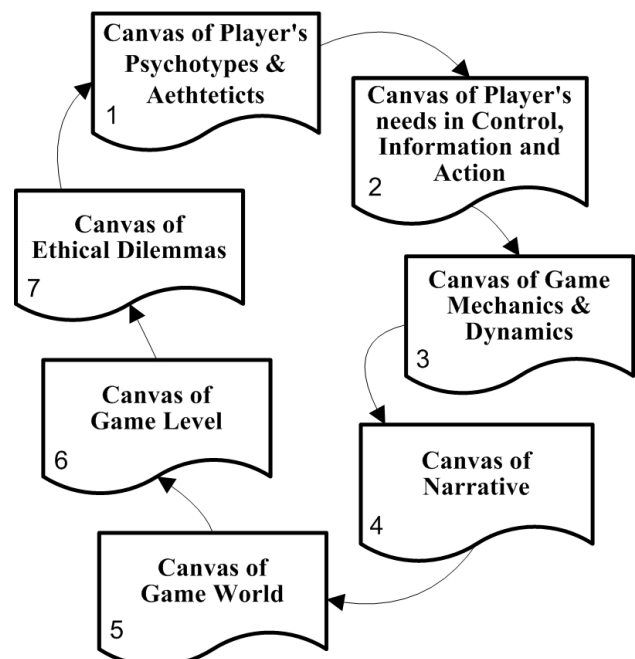 Canvas of Player's
Psychotypes &
Aethteticts
1
Canvas of Player's
needs in Control,
Information and
Action
2
Canvas of Game
Mechanics &
Dynamics
3
Canvas of
Narrative
4
Canvas of
Game World
5
Canvas of
Game Level
6
Canvas of
Ethical Dilemmas
7